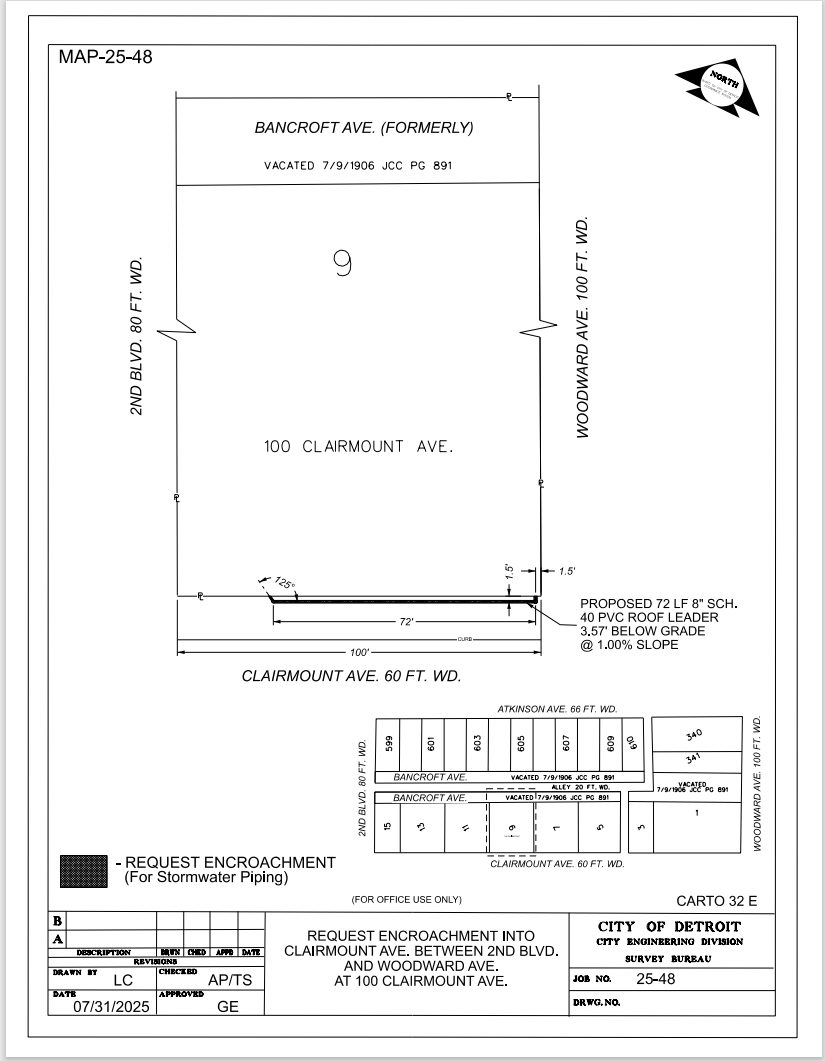 MAP-25-48
NORTH
BANCROFT AVE. (FORMERLY)
VACATED 7/9/1906 JCC PG 891
2ND BLVD. 80 FT. WD.
WOODWARD AVE. 100 FT. WD.
9
100 CLAIRMOUNT AVE.
125°
1.5'
1.5'
72'
PROPOSED 72 LF 8" SCH.
40 PVC ROOF LEADER
3.57' BELOW GRADE
@ 1.00% SLOPE
CURB
100'
CLAIRMOUNT AVE. 60 FT. WD.
ATKINSON AVE. 66 FT. WD.
2ND BLVD. 80 FT. WD.
599
601
603
605
607
609
610
340
341
WOODWARD AVE. 100 FT. WD.
BANCROFT AVE.
VACATED 7/9/1906 JCC PG 891
ALLEY 20 FT. WD.
BANCROFT AVE.
VACATED 7/9/1906 JCC PG 891
VACATED
7/9/1906 JCC PG 891
15
13
11
9
7
5
3
1
CLAIRMOUNT AVE. 60 FT. WD.
- REQUEST ENCROACHMENT
(For Stormwater Piping)
(FOR OFFICE USE ONLY)
CARTO 32 E
B
A
DESCRIPTION DRWN CHKD APPD DATE
REVISIONS
DRAWN BY LC
CHECKED AP/TS
DATE 07/31/2025
APPROVED GE
REQUEST ENCROACHMENT INTO
CLAIRMOUNT AVE. BETWEEN 2ND BLVD.
AND WOODWARD AVE.
AT 100 CLAIRMOUNT AVE.
CITY OF DETROIT
CITY ENGINEERING DIVISION
SURVEY BUREAU
JOB NO. 25-48
DRWG. NO.